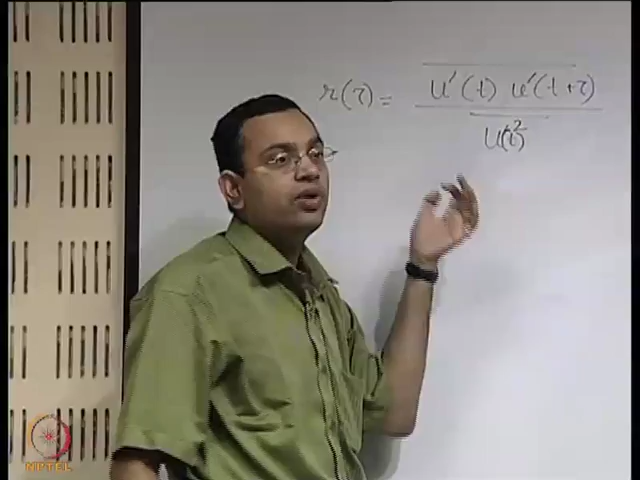 r(τ) = u'(t) u'(t+τ)
u(t)²
NPTEL